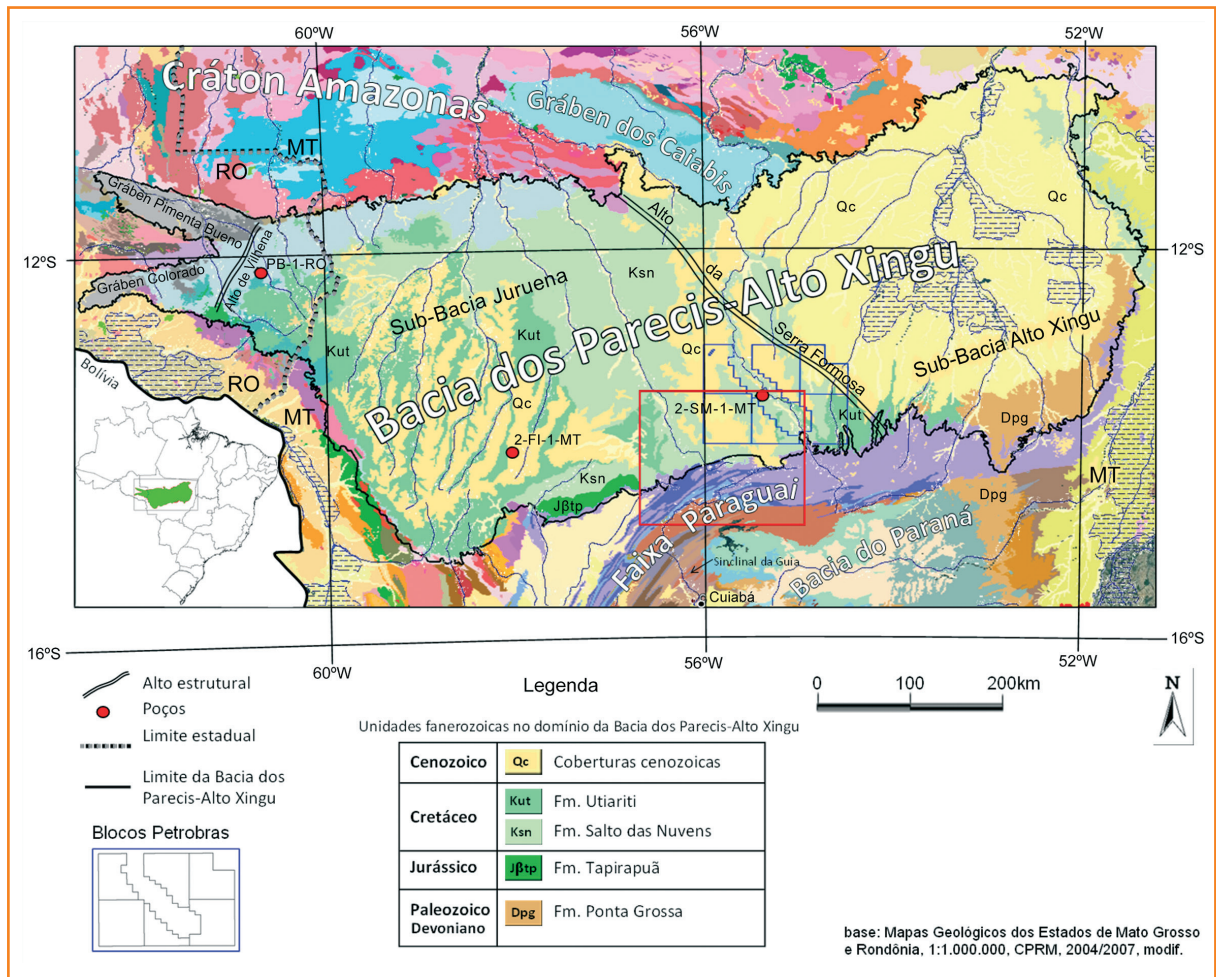 60ºW
56ºW
52ºW
Cráton Amazonas
Gráben dos Caiabis
MT
RO
Gráben Pimenta Bueno
Qc
Qc
12ºS
12ºS
Alto de Vilhena
PB-1-RO
Gráben Colorado
Alto da Serra Formosa
Ksn
Sub-Bacia Juruena
Kut
Bacia dos Parecis-Alto Xingu
Sub-Bacia Alto Xingu
Kut
Qc
RO
Bolívia
MT
Qc
2-SM-1-MT
Kut
Dpg
2-FI-1-MT
Ksn
Jβtp
MT
Dpg
Faixa Paraguai
Bacia do Paraná
Sinclinal da Guia
Cuiabá
16ºS
16ºS
60ºW
56ºW
52ºW
Legenda
Alto estrutural
Poços
Limite estadual
Limite da Bacia dos
Parecis-Alto Xingu
Blocos Petrobras
0 100 200km
N
Unidades fanerozoicas no domínio da Bacia dos Parecis-Alto Xingu
Cenozoico Qc Coberturas cenozoicas
Cretáceo Kut Fm. Utiariti
Ksn Fm. Salto das Nuvens
Jurássico Jβtp Fm. Tapirapuã
Paleozoico
Devoniano Dpg Fm. Ponta Grossa
base: Mapas Geológicos dos Estados de Mato Grosso
e Rondônia, 1:1.000.000, CPRM, 2004/2007, modif.